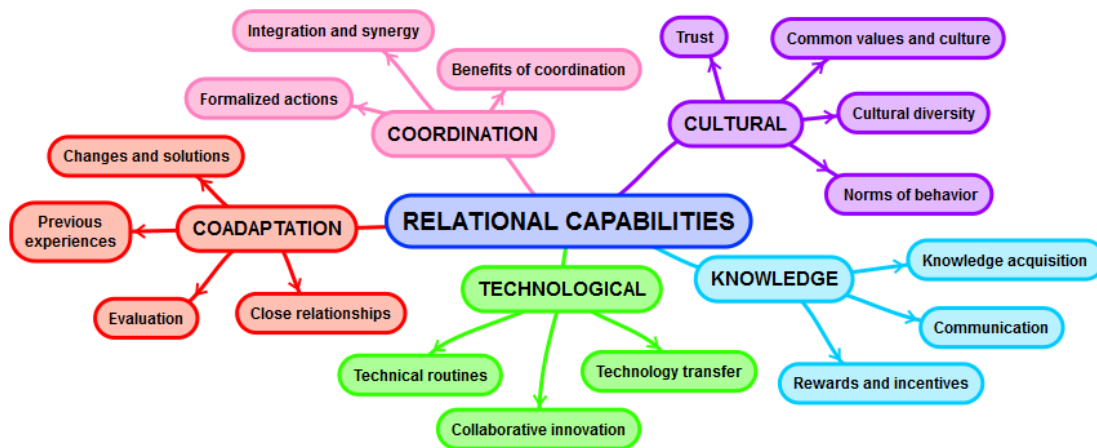 Integration and synergy
Benefits of coordination
Formalized actions
COORDINATION
Trust
Common values and culture
Cultural diversity
CULTURAL
Norms of behavior
Changes and solutions
Previous
experiences
COADAPTATION
Evaluation
Close relationships
RELATIONAL CAPABILITIES
TECHNOLOGICAL
Technical routines
Technology transfer
Collaborative innovation
KNOWLEDGE
Knowledge acquisition
Communication
Rewards and incentives